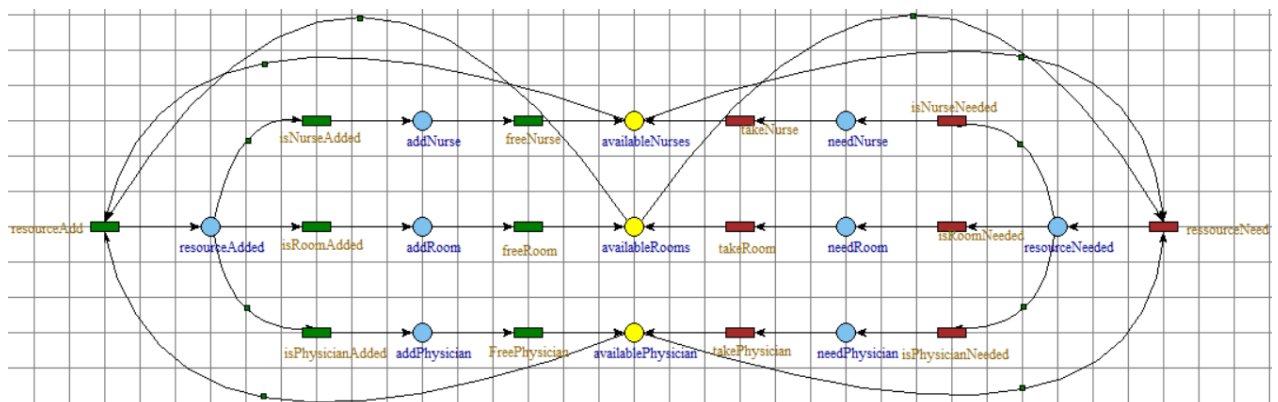 isNurseNeeded
takeNurse
isNurseAdded
addNurse
freeNurse
availableNurses
needNurse
resourceAdd
ressourceNeed
isRoomNeeded
resourceAdded
isRoomAdded
addRoom
freeRoom
availableRooms
takeRoom
needRoom
resourceNeeded
isPhysicianAdded
addPhysician
FreePhysician
availablePhysician
takePhysician
needPhysician
isPhysicianNeeded